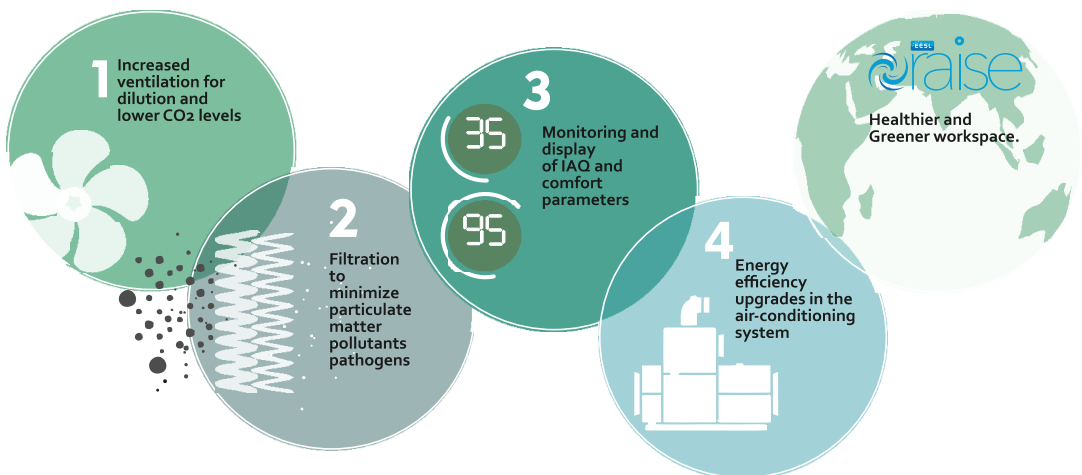 1
Increased
ventilation for
dilution and
lower CO2 levels
2
Filtration
to
minimize
particulate
matter
pollutants
pathogens
3
35
95
Monitoring and
display
of IAQ and
comfort
parameters
4
Energy
efficiency
upgrades in the
air-conditioning
system
EESL
raise
Healthier and
Greener workspace.